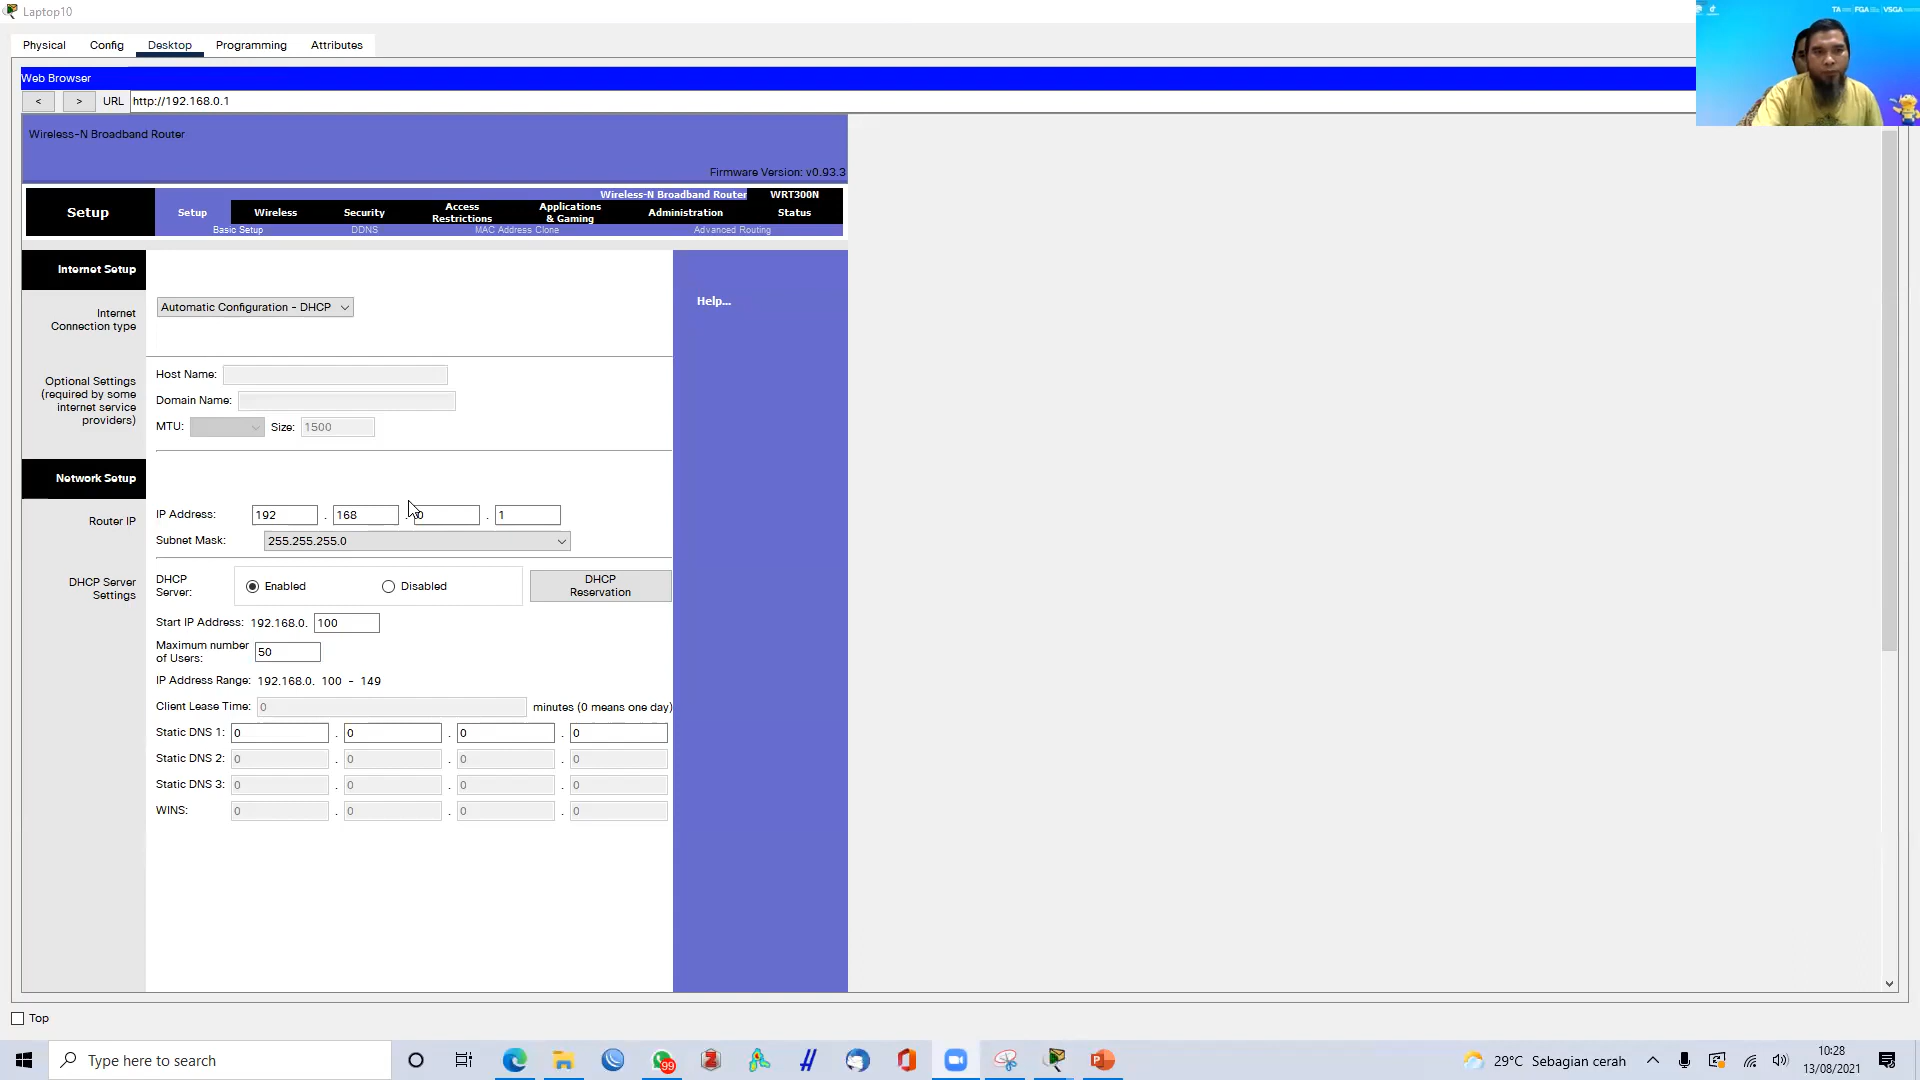 Laptop10
TA FGA VSGA
Physical Config Desktop Programming Attributes
Web Browser
< > URL http://192.168.0.1
Wireless-N Broadband Router
Firmware Version: v0.93.3
Wireless-N Broadband Router WRT300N
Setup Setup Wireless Security Access Restrictions Applications & Gaming Administration Status
Basic Setup DDNS MAC Address Clone Advanced Routing
Internet Setup
Internet Connection type
Automatic Configuration - DHCP
Help...
Optional Settings
(required by some
internet service
providers)
Host Name:
Domain Name:
MTU: Size: 1500
Network Setup
Router IP
IP Address: 192 . 168 . 0 . 1
Subnet Mask: 255.255.255.0
DHCP Server
Settings
DHCP
Server:
Enabled Disabled
DHCP
Reservation
Start IP Address: 192.168.0. 100
Maximum number
of Users: 50
IP Address Range: 192.168.0. 100 - 149
Client Lease Time: 0 minutes (0 means one day)
Static DNS 1: 0 . 0 . 0 . 0
Static DNS 2: 0 . 0 . 0 . 0
Static DNS 3: 0 . 0 . 0 . 0
WINS: 0 . 0 . 0 . 0
Top
Type here to search
99
29°C Sebagian cerah
10:28
13/08/2021